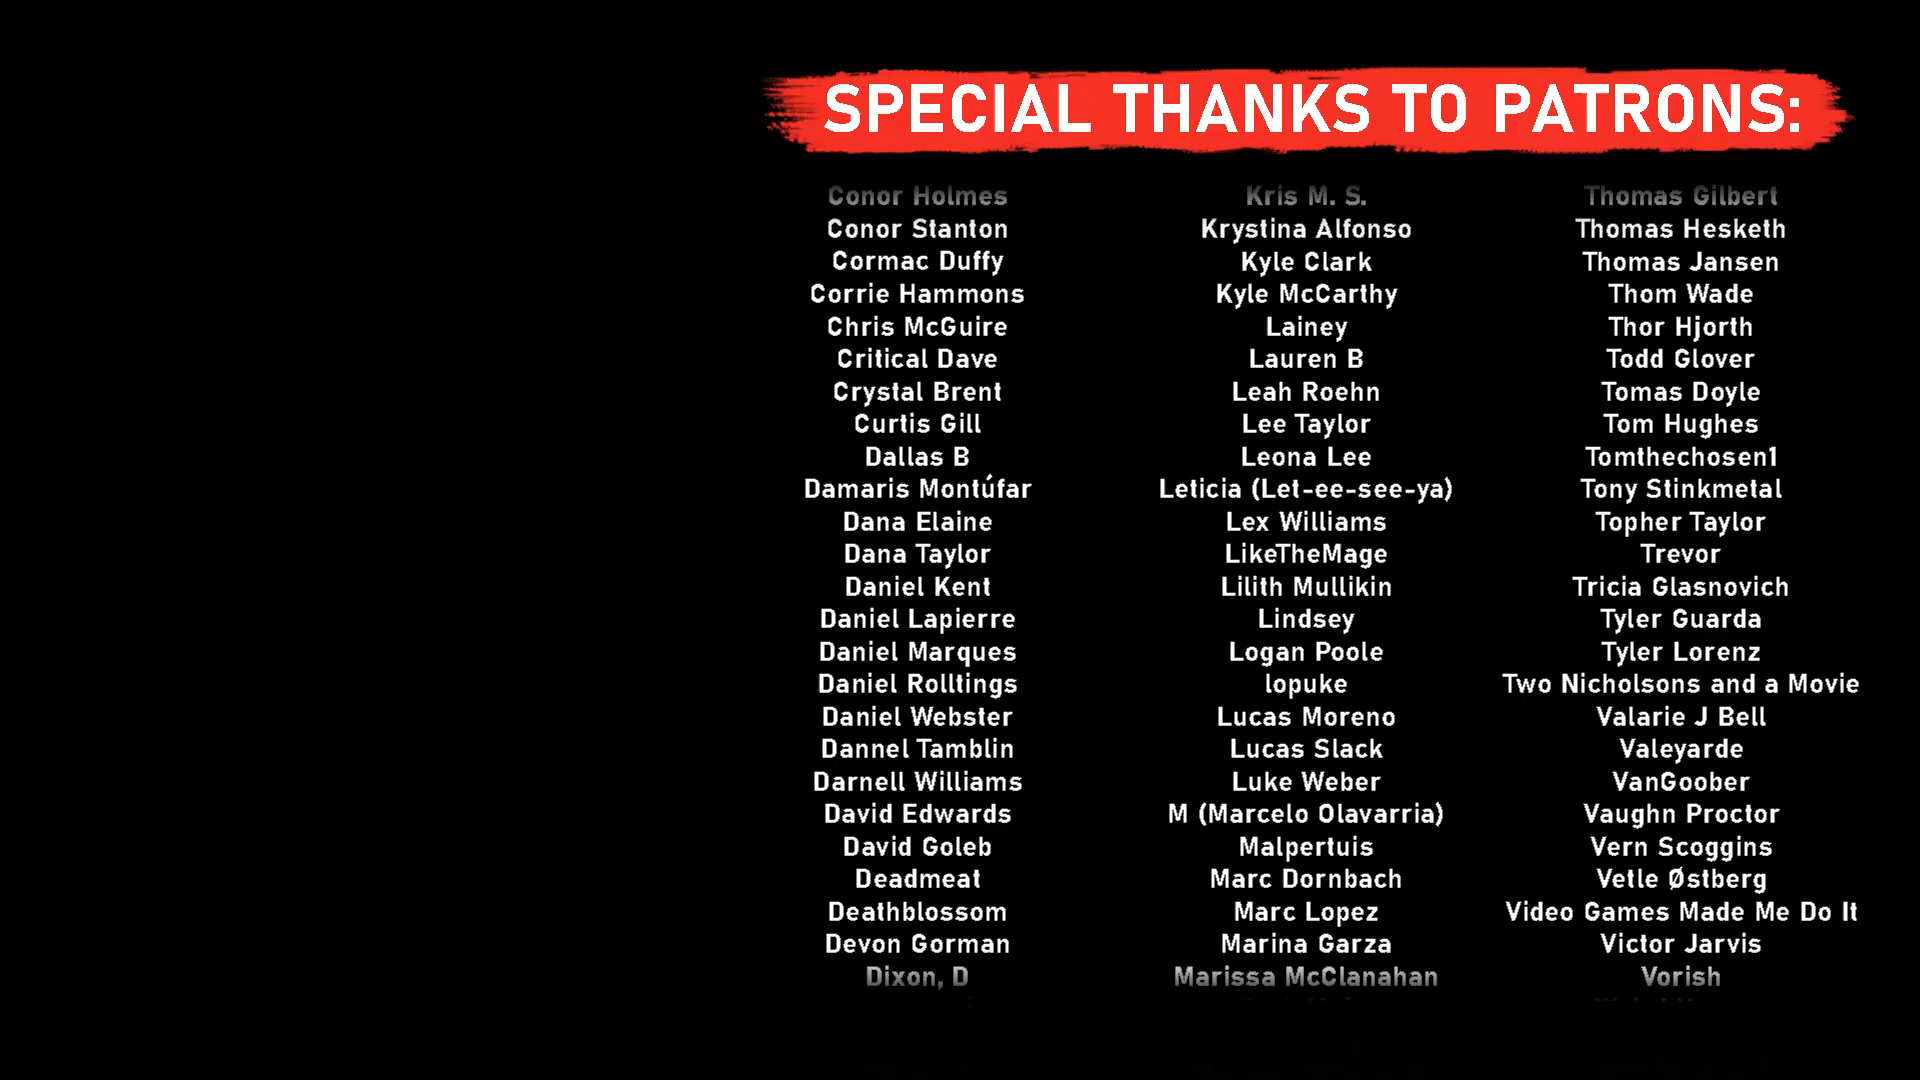 SPECIAL THANKS TO PATRONS:
Conor Holmes
Conor Stanton
Cormac Duffy
Corrie Hammons
Chris McGuire
Critical Dave
Crystal Brent
Curtis Gill
Dallas B
Damaris Montúfar
Dana Elaine
Dana Taylor
Daniel Kent
Daniel Lapierre
Daniel Marques
Daniel Rolltings
Daniel Webster
Dannel Tamblin
Darnell Williams
David Edwards
David Goleb
Deadmeat
Deathblossom
Devon Gorman
Dixon, D
Kris M. S.
Krystina Alfonso
Kyle Clark
Kyle McCarthy
Lainey
Lauren B
Leah Roehn
Lee Taylor
Leona Lee
Leticia (Let-ee-see-ya)
Lex Williams
LikeTheMage
Lilith Mullikin
Lindsey
Logan Poole
lopuke
Lucas Moreno
Lucas Slack
Luke Weber
M (Marcelo Olavarria)
Malpertuis
Marc Dornbach
Marc Lopez
Marina Garza
Marissa McClanahan
Thomas Gilbert
Thomas Hesketh
Thomas Jansen
Thom Wade
Thor Hjorth
Todd Glover
Tomas Doyle
Tom Hughes
Tomthechosen1
Tony Stinkmetal
Topher Taylor
Trevor
Tricia Glasnovich
Tyler Guarda
Tyler Lorenz
Two Nicholsons and a Movie
Valarie J Bell
Valeyarde
VanGoober
Vaughn Proctor
Vern Scoggins
Vetle Østberg
Video Games Made Me Do It
Victor Jarvis
Vorish